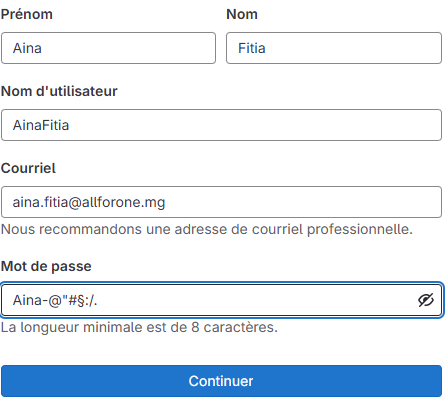 Prénom Nom
Aina Fitia
Nom d'utilisateur
AinaFitia
Courriel
aina.fitia@allforone.mg
Nous recommandons une adresse de courriel professionnelle.
Mot de passe
Aina-@"#§:/.
La longueur minimale est de 8 caractères.
Continuer